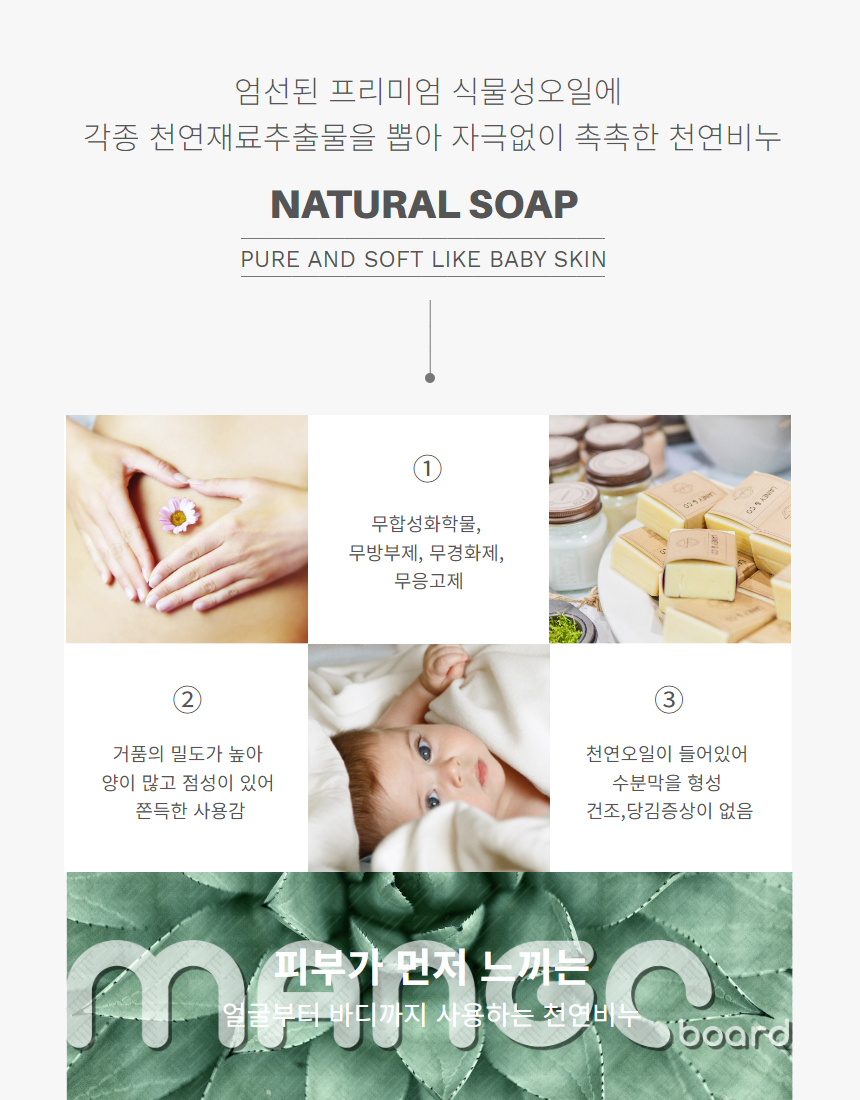 엄선된 프리미엄 식물성오일에
각종 천연재료추출물을 뽑아 자극없이 촉촉한 천연비누
NATURAL SOAP
PURE AND SOFT LIKE BABY SKIN
①
무합성화학물,
무방부제, 무경화제,
무응고제
②
거품의 밀도가 높아
양이 많고 점성이 있어
쫀득한 사용감
③
천연오일이 들어있어
수분막을 형성
건조,당김증상이 없음
피부가 먼저 느끼는
얼굴부터 바디까지 사용하는 천연비누
board